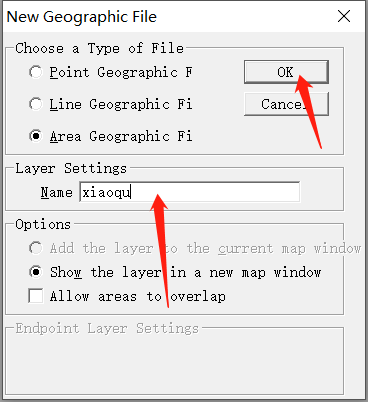 New Geographic File
Choose a Type of File
Point Geographic F
OK
Line Geographic Fi
Cancel
Area Geographic Fi
Layer Settings
Name xiaoqu
Options
Add the layer to the current map window
Show the layer in a new map window
Allow areas to overlap
Endpoint Layer Settings